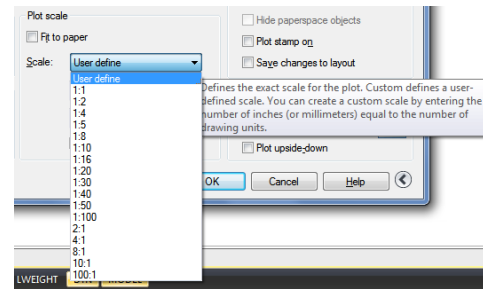 Plot scale
Fit to paper
Scale:
User define
User define
1:1
1:2
1:4
1:5
1:8
1:10
1:16
1:20
1:30
1:40
1:50
1:100
2:1
4:1
8:1
10:1
100:1
Hide paperspace objects
Plot stamp on
Save changes to layout
Defines the exact scale for the plot. Custom defines a user-
defined scale. You can create a custom scale by entering the
number of inches (or millimeters) equal to the number of
drawing units.
Plot upside-down
OK
Cancel
Help
LWEIGHT
MODEL